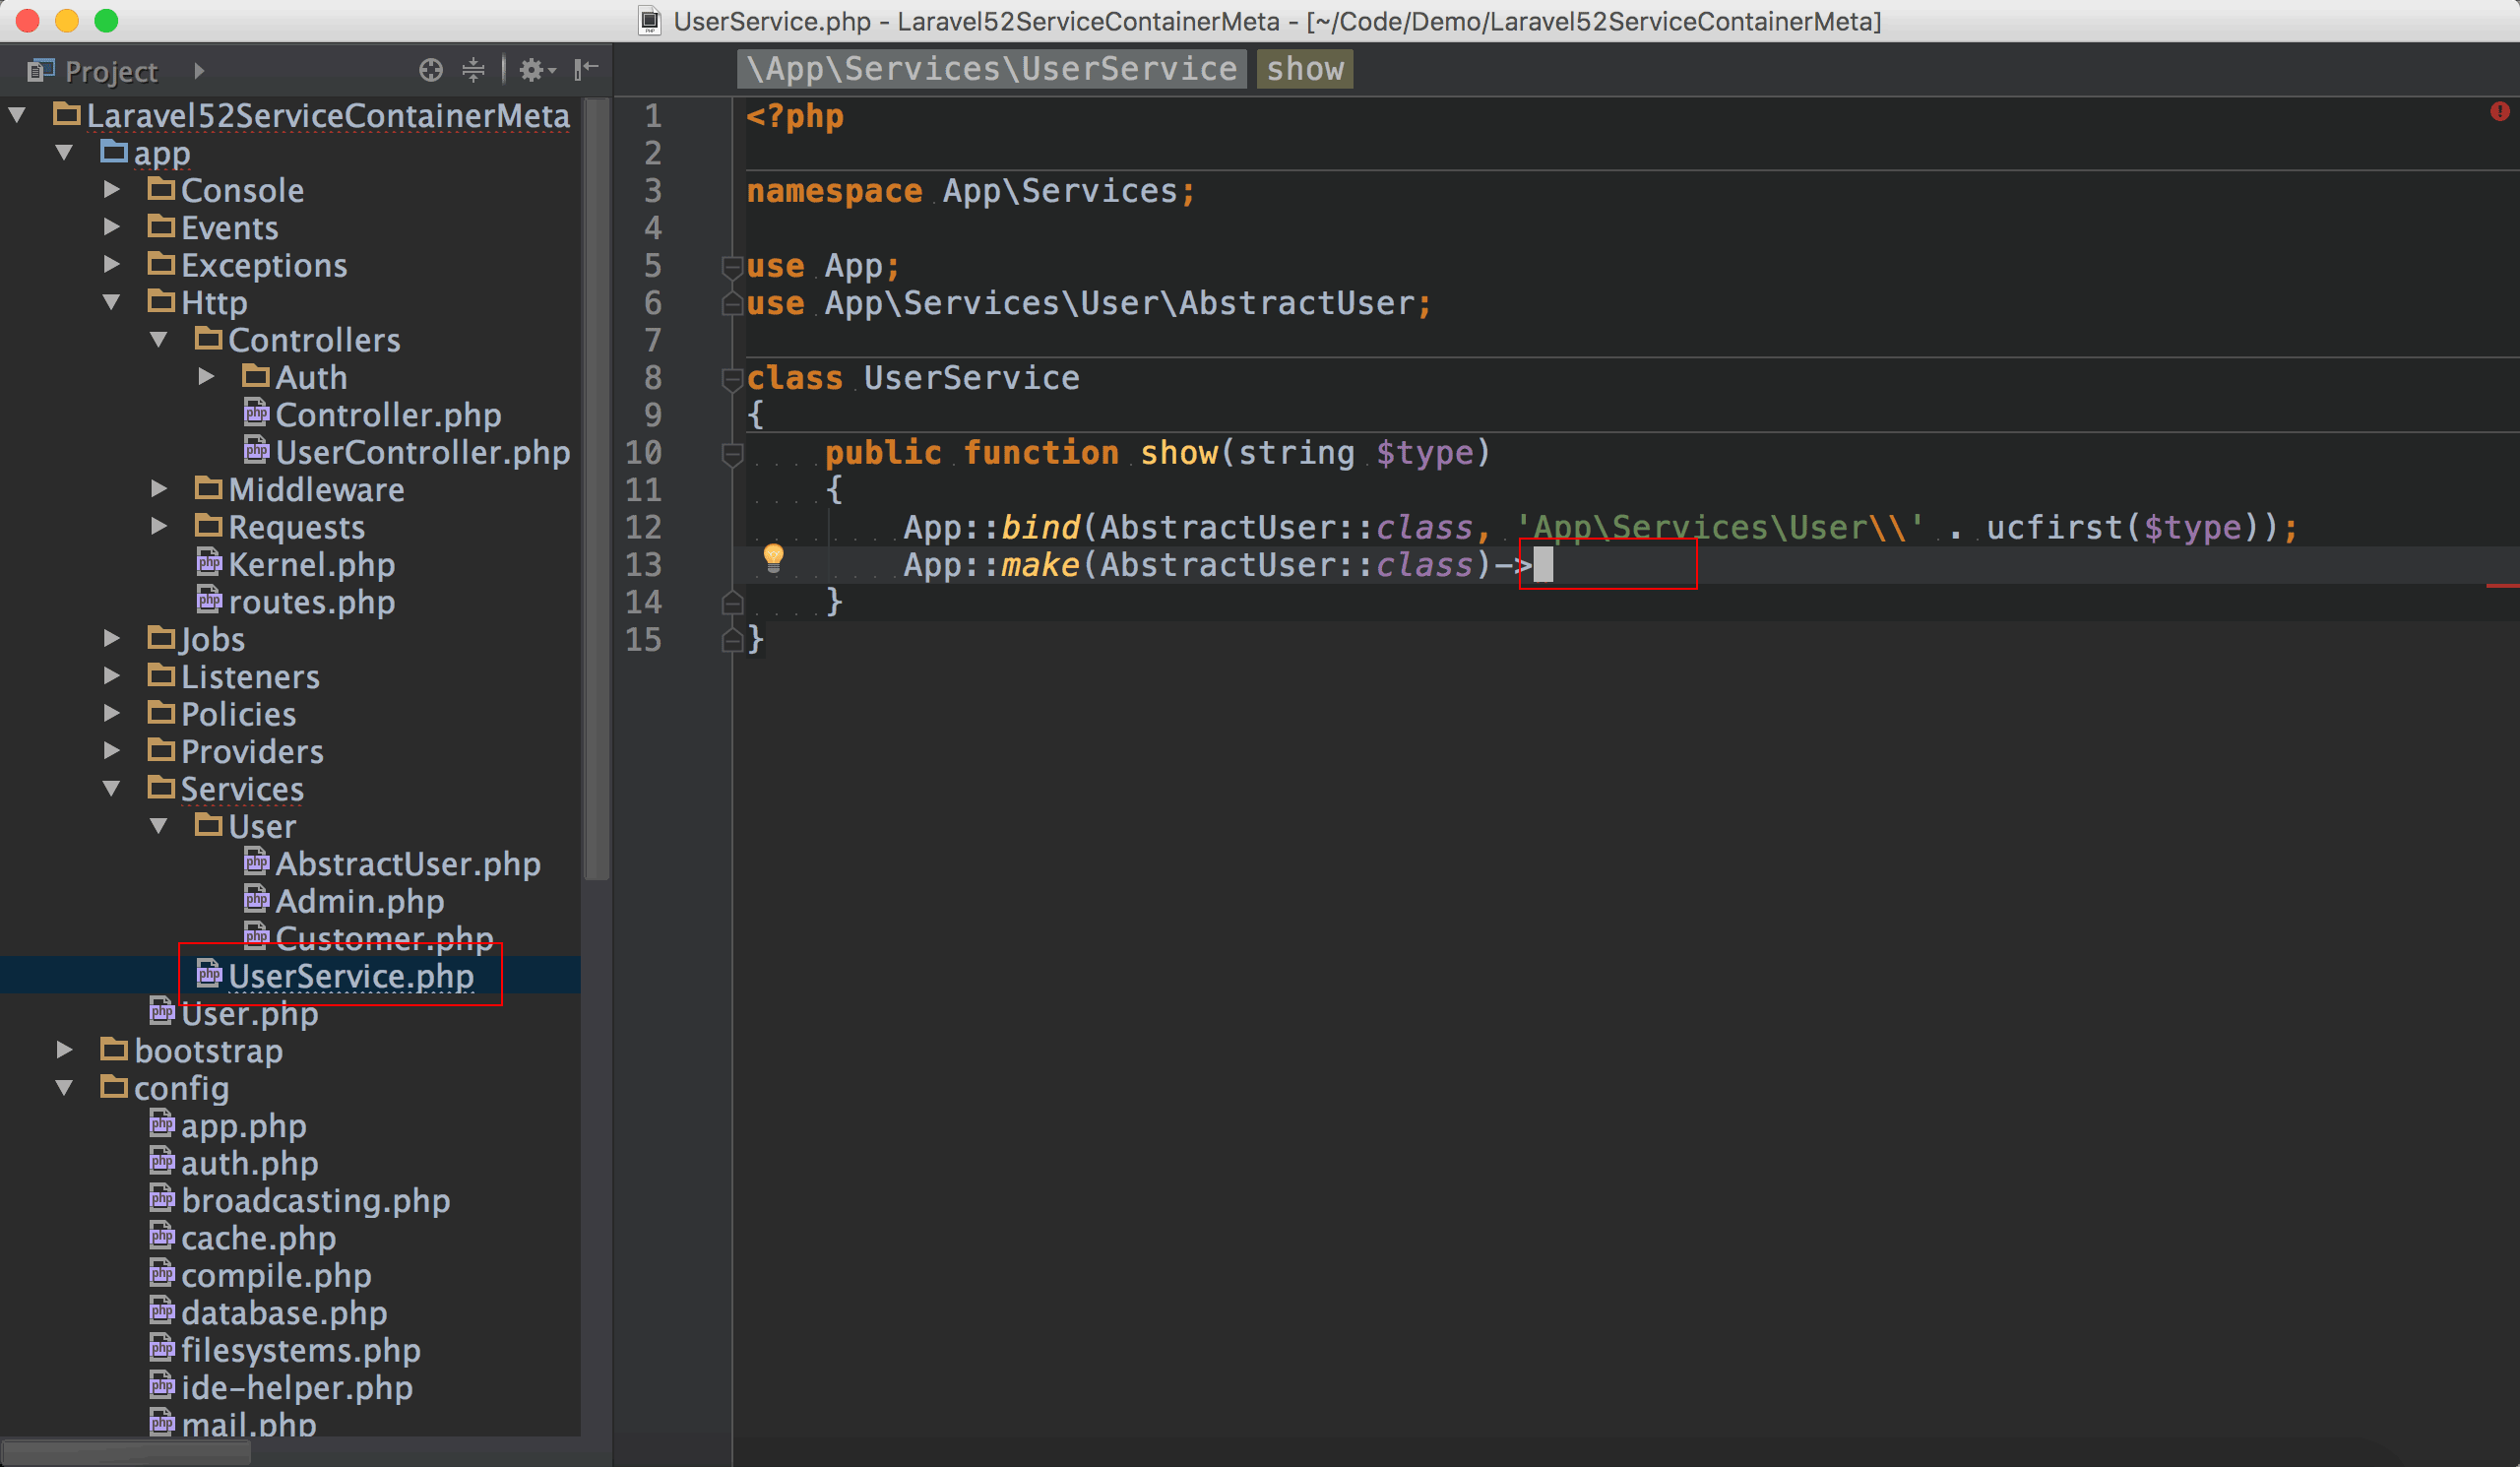 UserService.php - Laravel52ServiceContainerMeta - [~/Code/Demo/Laravel52ServiceContainerMeta]
Project
Laravel52ServiceContainerMeta
app
Console
Events
Exceptions
Http
Controllers
Auth
Controller.php
UserController.php
Middleware
Requests
Kernel.php
routes.php
Jobs
Listeners
Policies
Providers
Services
User
AbstractUser.php
Admin.php
Customer.php
UserService.php
User.php
bootstrap
config
app.php
auth.php
broadcasting.php
cache.php
compile.php
database.php
filesystems.php
ide-helper.php
mail.php
\App\Services\UserService show
1 <?php
2
3 namespace App\Services;
4
5 use App;
6 use App\Services\User\AbstractUser;
7
8 class UserService
9 {
10 public function show(string $type)
11 {
12 App::bind(AbstractUser::class, 'App\Services\User\\' . ucfirst($type));
13 App::make(AbstractUser::class)->
14 }
15 }